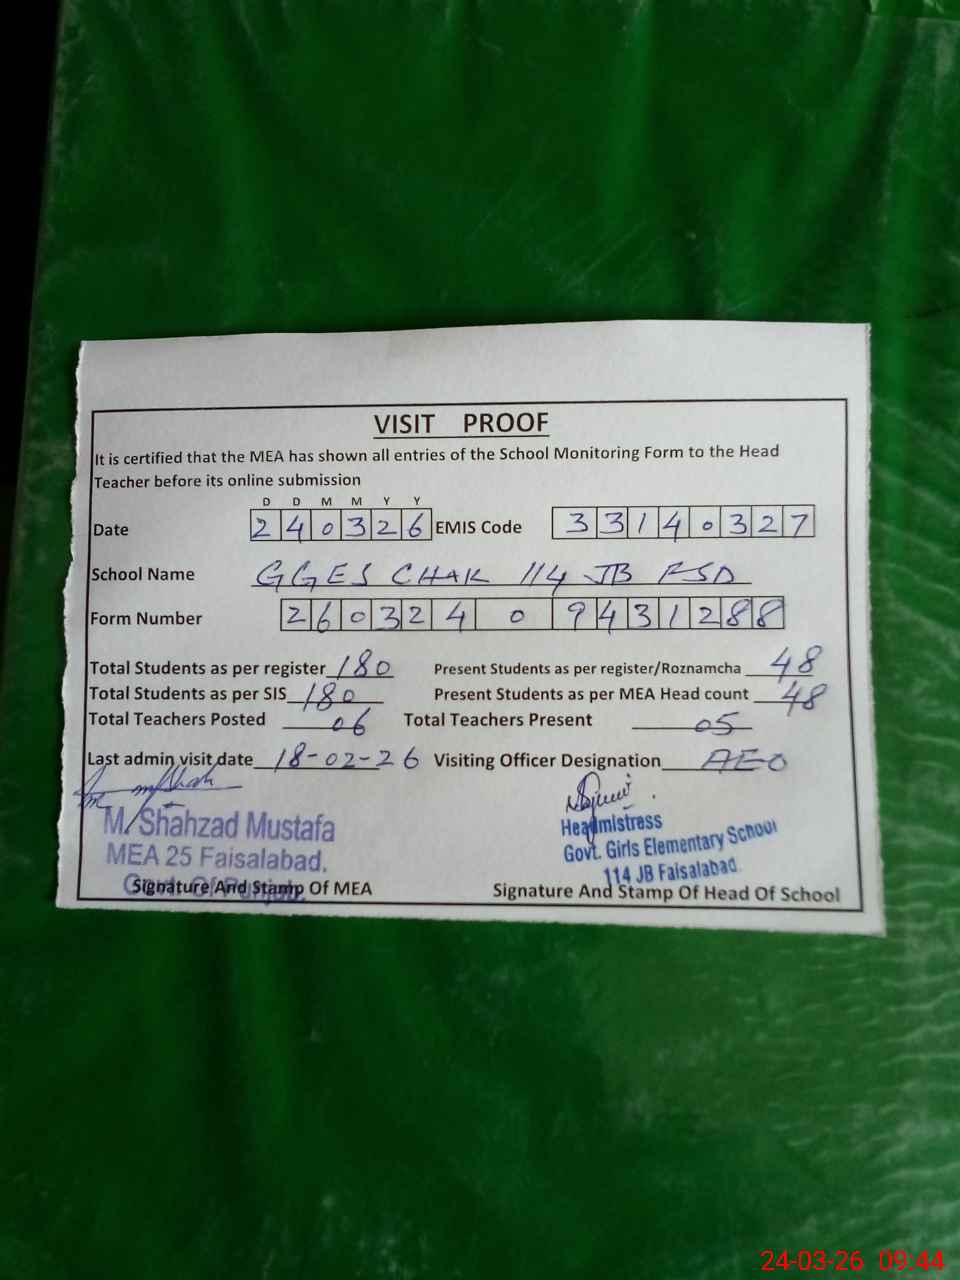 VISIT PROOF
It is certified that the MEA has shown all entries of the School Monitoring Form to the Head
Teacher before its online submission
D D M M Y Y
Date 2 4 0 3 2 6 EMIS Code 3 3 1 4 0 3 2 7
School Name GGES CHAK 114 JB FSD
Form Number 2 6 0 3 2 4 0 9 4 3 1 2 8 8
Total Students as per register 180 Present Students as per register/Roznamcha 48
Total Students as per SIS 180 Present Students as per MEA Head count 48
Total Teachers Posted 06 Total Teachers Present 05
Last admin visit date 18-02-26 Visiting Officer Designation AEO
M. Shahzad Mustafa
MEA 25 Faisalabad.
Govt. Of Punjab.
Signature And Stamp Of MEA
Headmistress
Govt. Girls Elementary School
114 JB Faisalabad
Signature And Stamp Of Head Of School
24-03-26 09:44